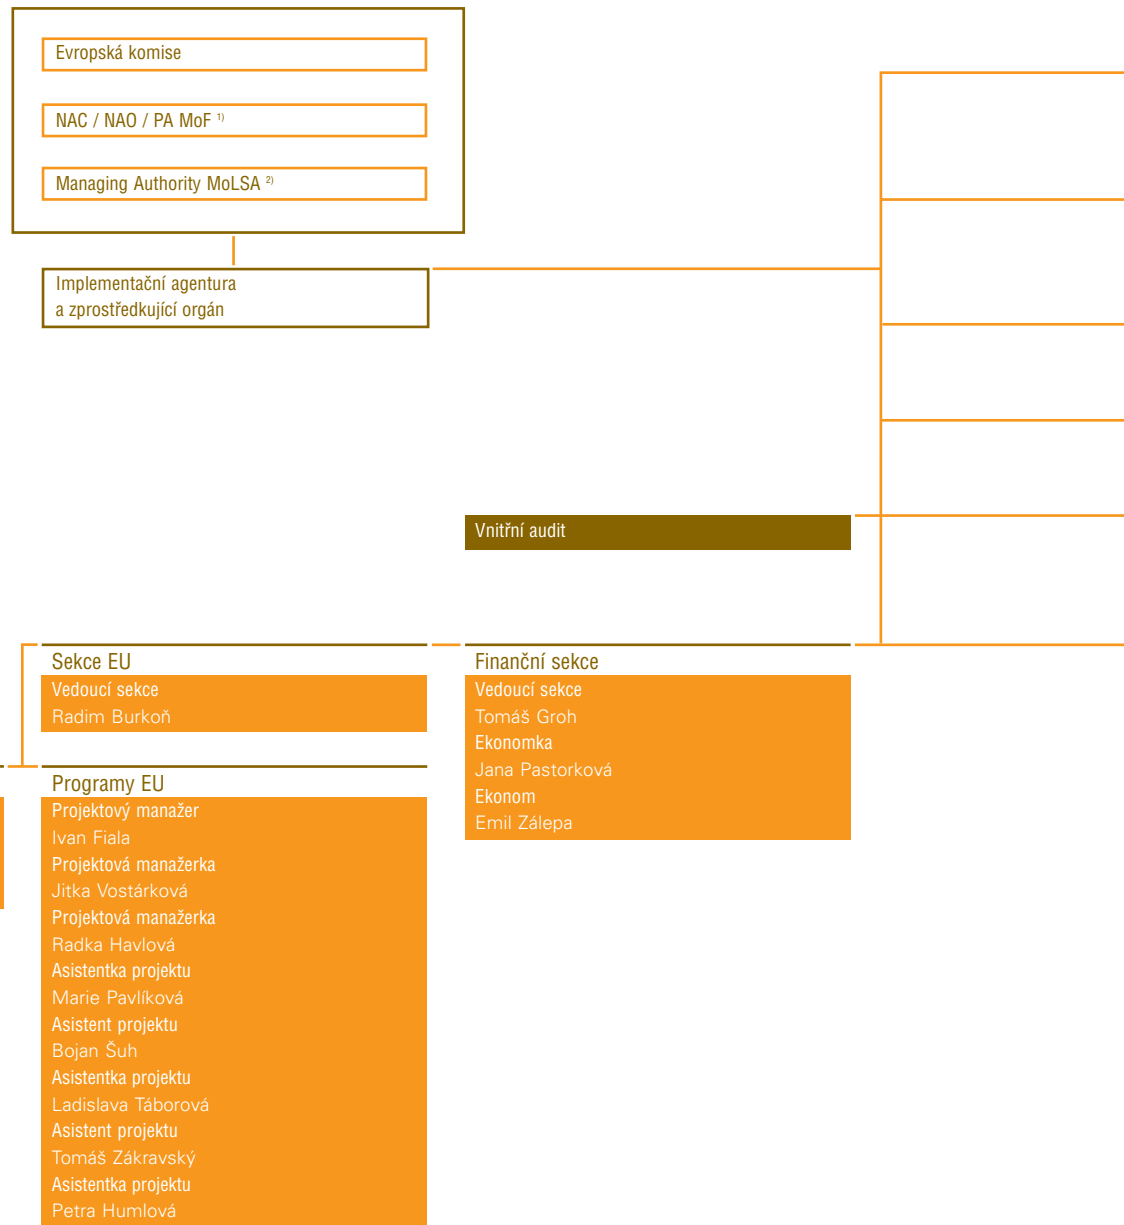 Evropská komise
NAC / NAO / PA MoF 1)
Managing Authority MoLSA 2)
Implementační agentura
a zprostředkující orgán
Vnitřní audit
Sekce EU
Vedoucí sekce
Radim Burkoň
Programy EU
Projektový manažer
Ivan Fiala
Projektová manažerka
Jitka Vostárková
Projektová manažerka
Radka Havlová
Asistentka projektu
Marie Pavlíková
Asistent projektu
Bojan Šuh
Asistentka projektu
Ladislava Táborová
Asistent projektu
Tomáš Zákravský
Asistentka projektu
Petra Humlová
Finanční sekce
Vedoucí sekce
Tomáš Groh
Ekonomka
Jana Pastorková
Ekonom
Emil Zálepa